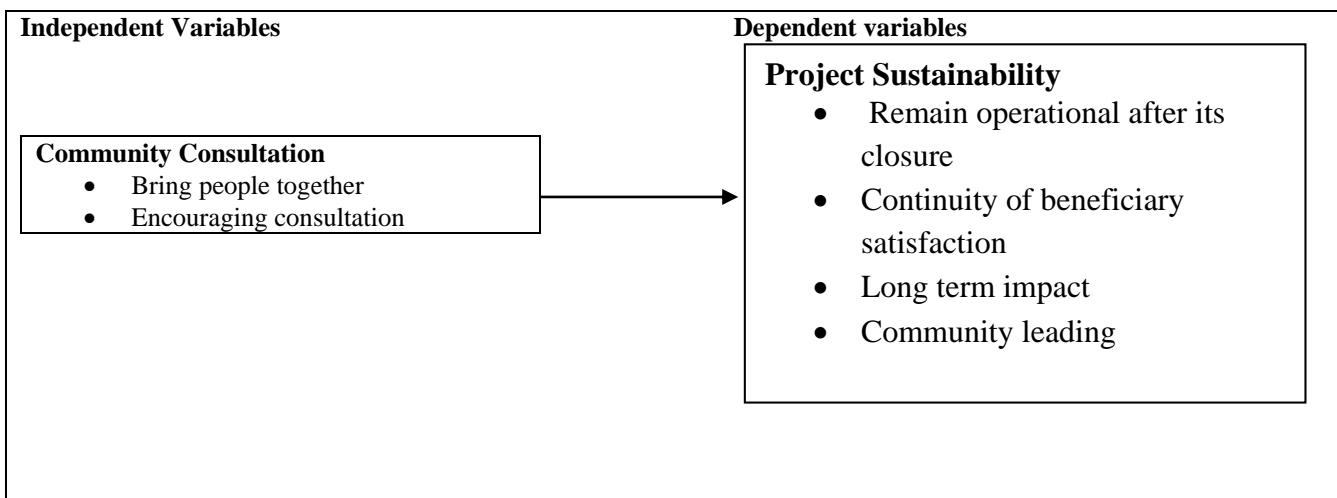 Independent Variables
Dependent variables
Community Consultation
• Bring people together
• Encouraging consultation
Project Sustainability
• Remain operational after its
closure
• Continuity of beneficiary
satisfaction
• Long term impact
• Community leading